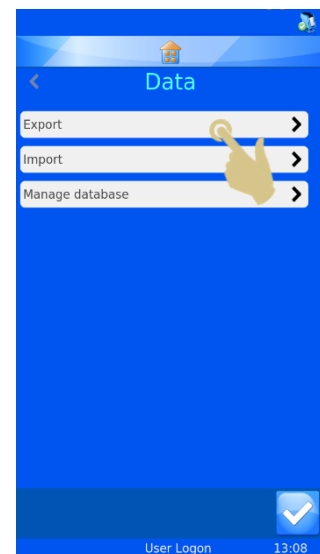 Data
Export
Import
Manage database
User Logon 13:08